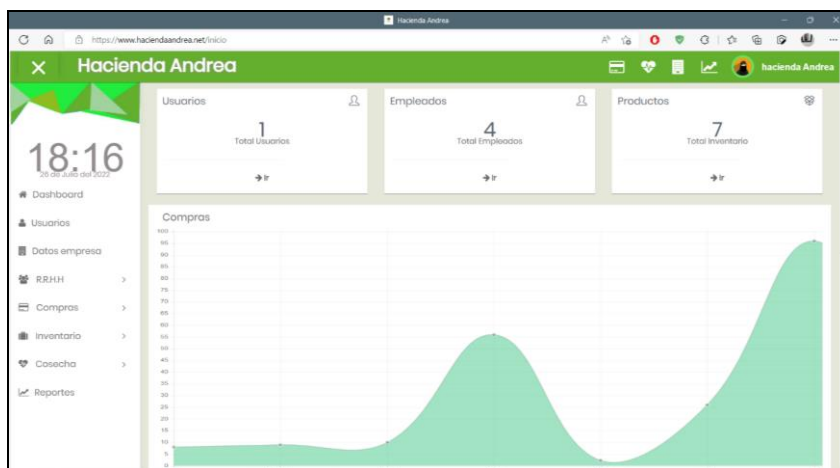 Hacienda Andrea
https://www.haciendaandrea.net/inicio
Hacienda Andrea
hacienda Andrea
18:16
26 de Julio del 2022
Dashboard
Usuarios
Datos empresa
R.R.H.H
Compras
Inventario
Cosecha
Reportes
Usuarios
1
Total Usuarios
Ir
Empleados
4
Total Empleados
Ir
Productos
7
Total Inventario
Ir
Compras
100
95
90
85
80
75
70
65
60
55
50
45
40
35
30
25
20
15
10
5
0